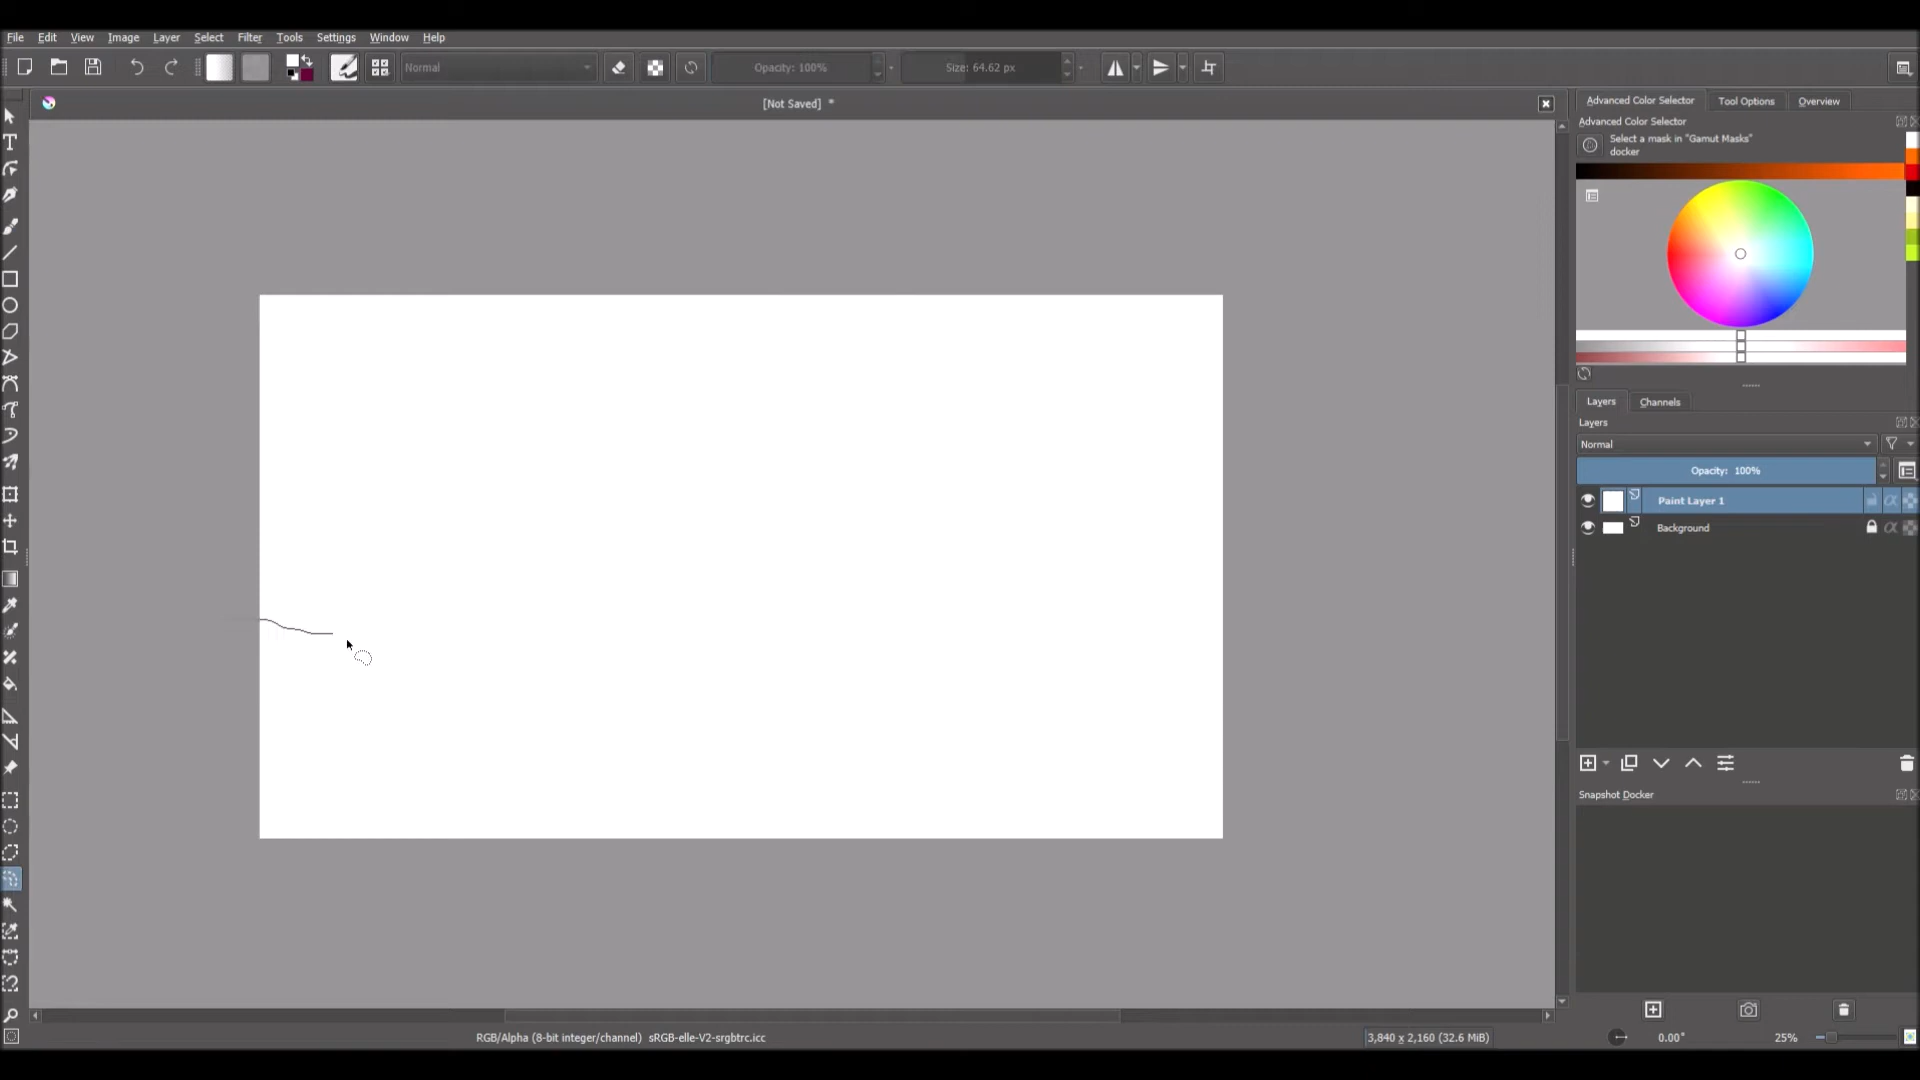 File Edit View Image Layer Select Filter Tools Settings Window Help
Normal Opacity: 100% Size: 64.62 px
[Not Saved] *
Advanced Color Selector Tool Options Overview
Advanced Color Selector
Select a mask in "Gamut Masks"
docker
Layers Channels
Layers
Normal
Opacity: 100%
Paint Layer 1
Background
Snapshot Docker
RGB/Alpha (8-bit integer/channel) sRGB-elle-V2-srgbtrc.icc 3,840 x 2,160 (32.6 MiB) 0.00° 25%